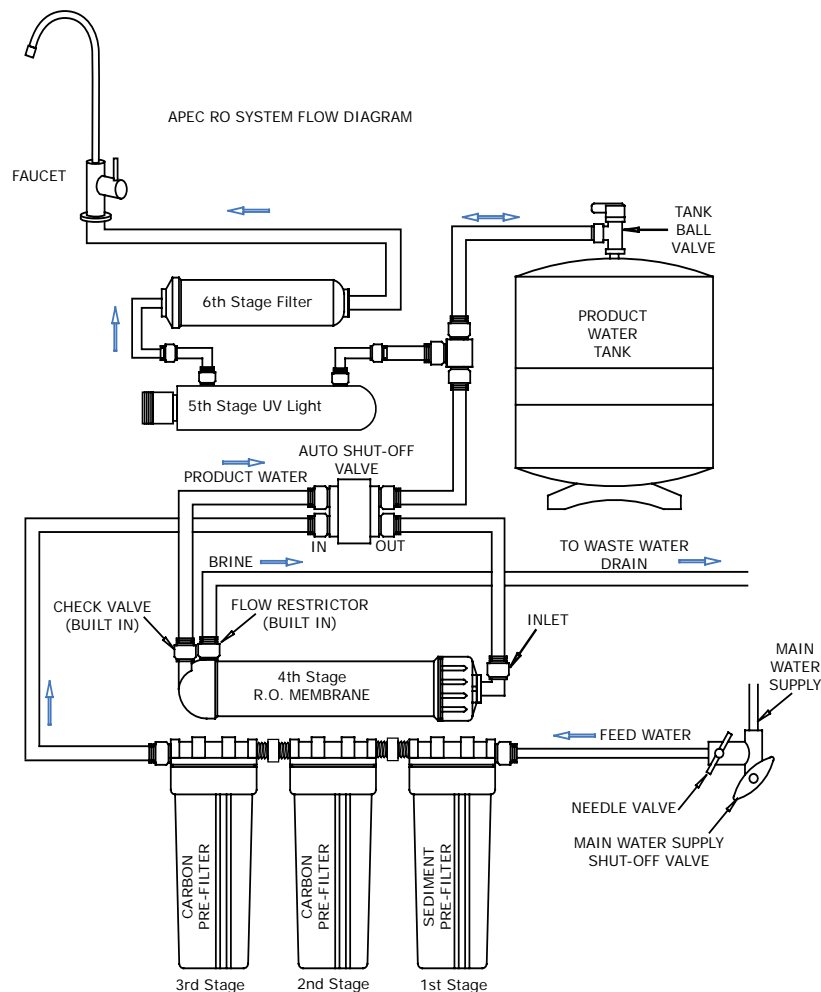 APEC RO SYSTEM FLOW DIAGRAM
FAUCET
TANK
BALL
VALVE
6th Stage Filter
PRODUCT
WATER
TANK
5th Stage UV Light
AUTO SHUT-OFF
VALVE
PRODUCT WATER
IN
OUT
BRINE
TO WASTE WATER
DRAIN
CHECK VALVE
(BUILT IN)
FLOW RESTRICTOR
(BUILT IN)
INLET
4th Stage
R.O. MEMBRANE
MAIN
WATER
SUPPLY
FEED WATER
NEEDLE VALVE
MAIN WATER SUPPLY
SHUT-OFF VALVE
CARBON
PRE-FILTER
CARBON
PRE-FILTER
SEDIMENT
PRE-FILTER
3rd Stage
2nd Stage
1st Stage